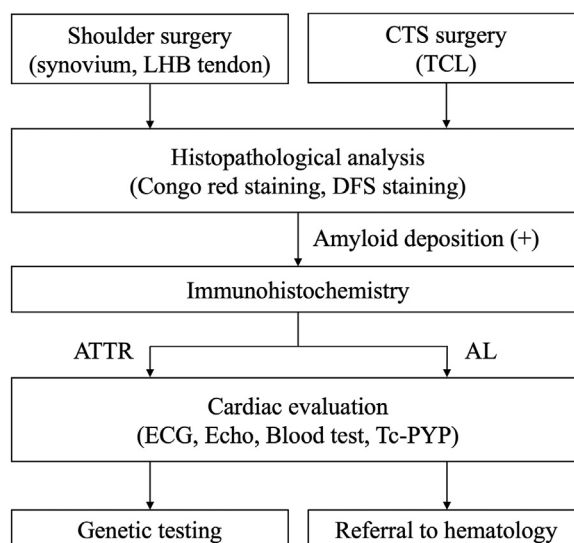 Shoulder surgery
(synovium, LHB tendon)
CTS surgery
(TCL)
Histopathological analysis
(Congo red staining, DFS staining)
Amyloid deposition (+)
Immunohistochemistry
ATTR
AL
Cardiac evaluation
(ECG, Echo, Blood test, Tc-PYP)
Genetic testing
Referral to hematology